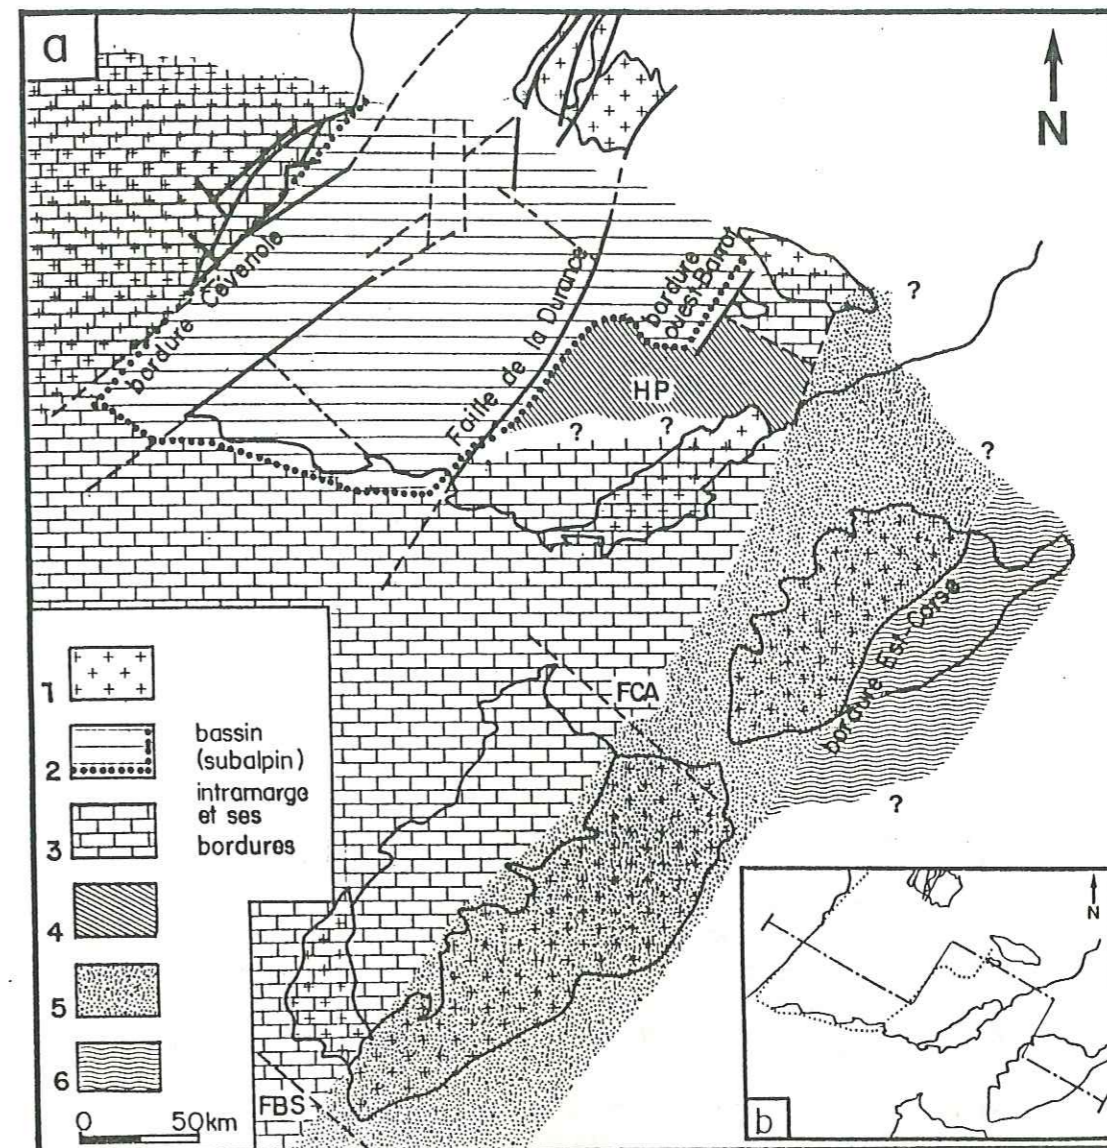 a
N
bordure Cévenole
Faille de la Durance
bordure
ouest-Barrot
?
HP
? ?
?
FCA
bordure Est-Corse
?
FBS
1
2
bassin
(subalpin)
intramarge
et ses
bordures
3
4
5
6
0 50km
N
b